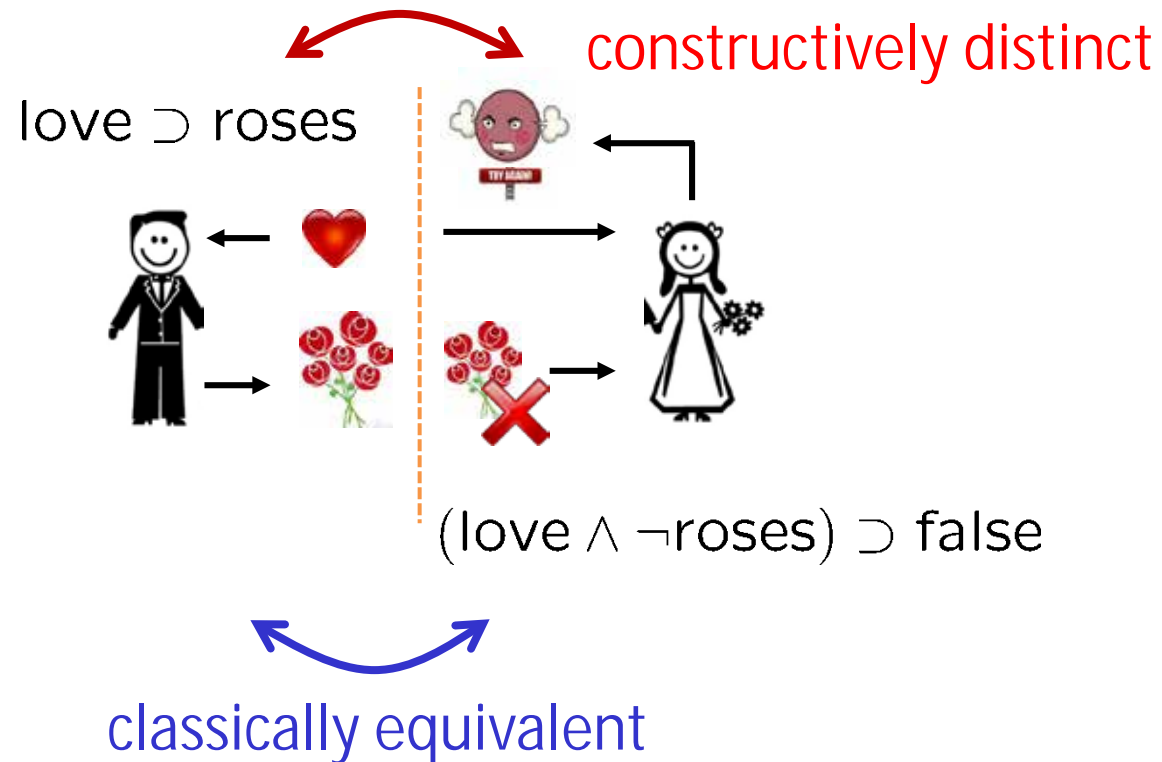 constructively distinct
love ⊃ roses
TRY AGAIN!
(love ∧ ¬roses) ⊃ false
classically equivalent